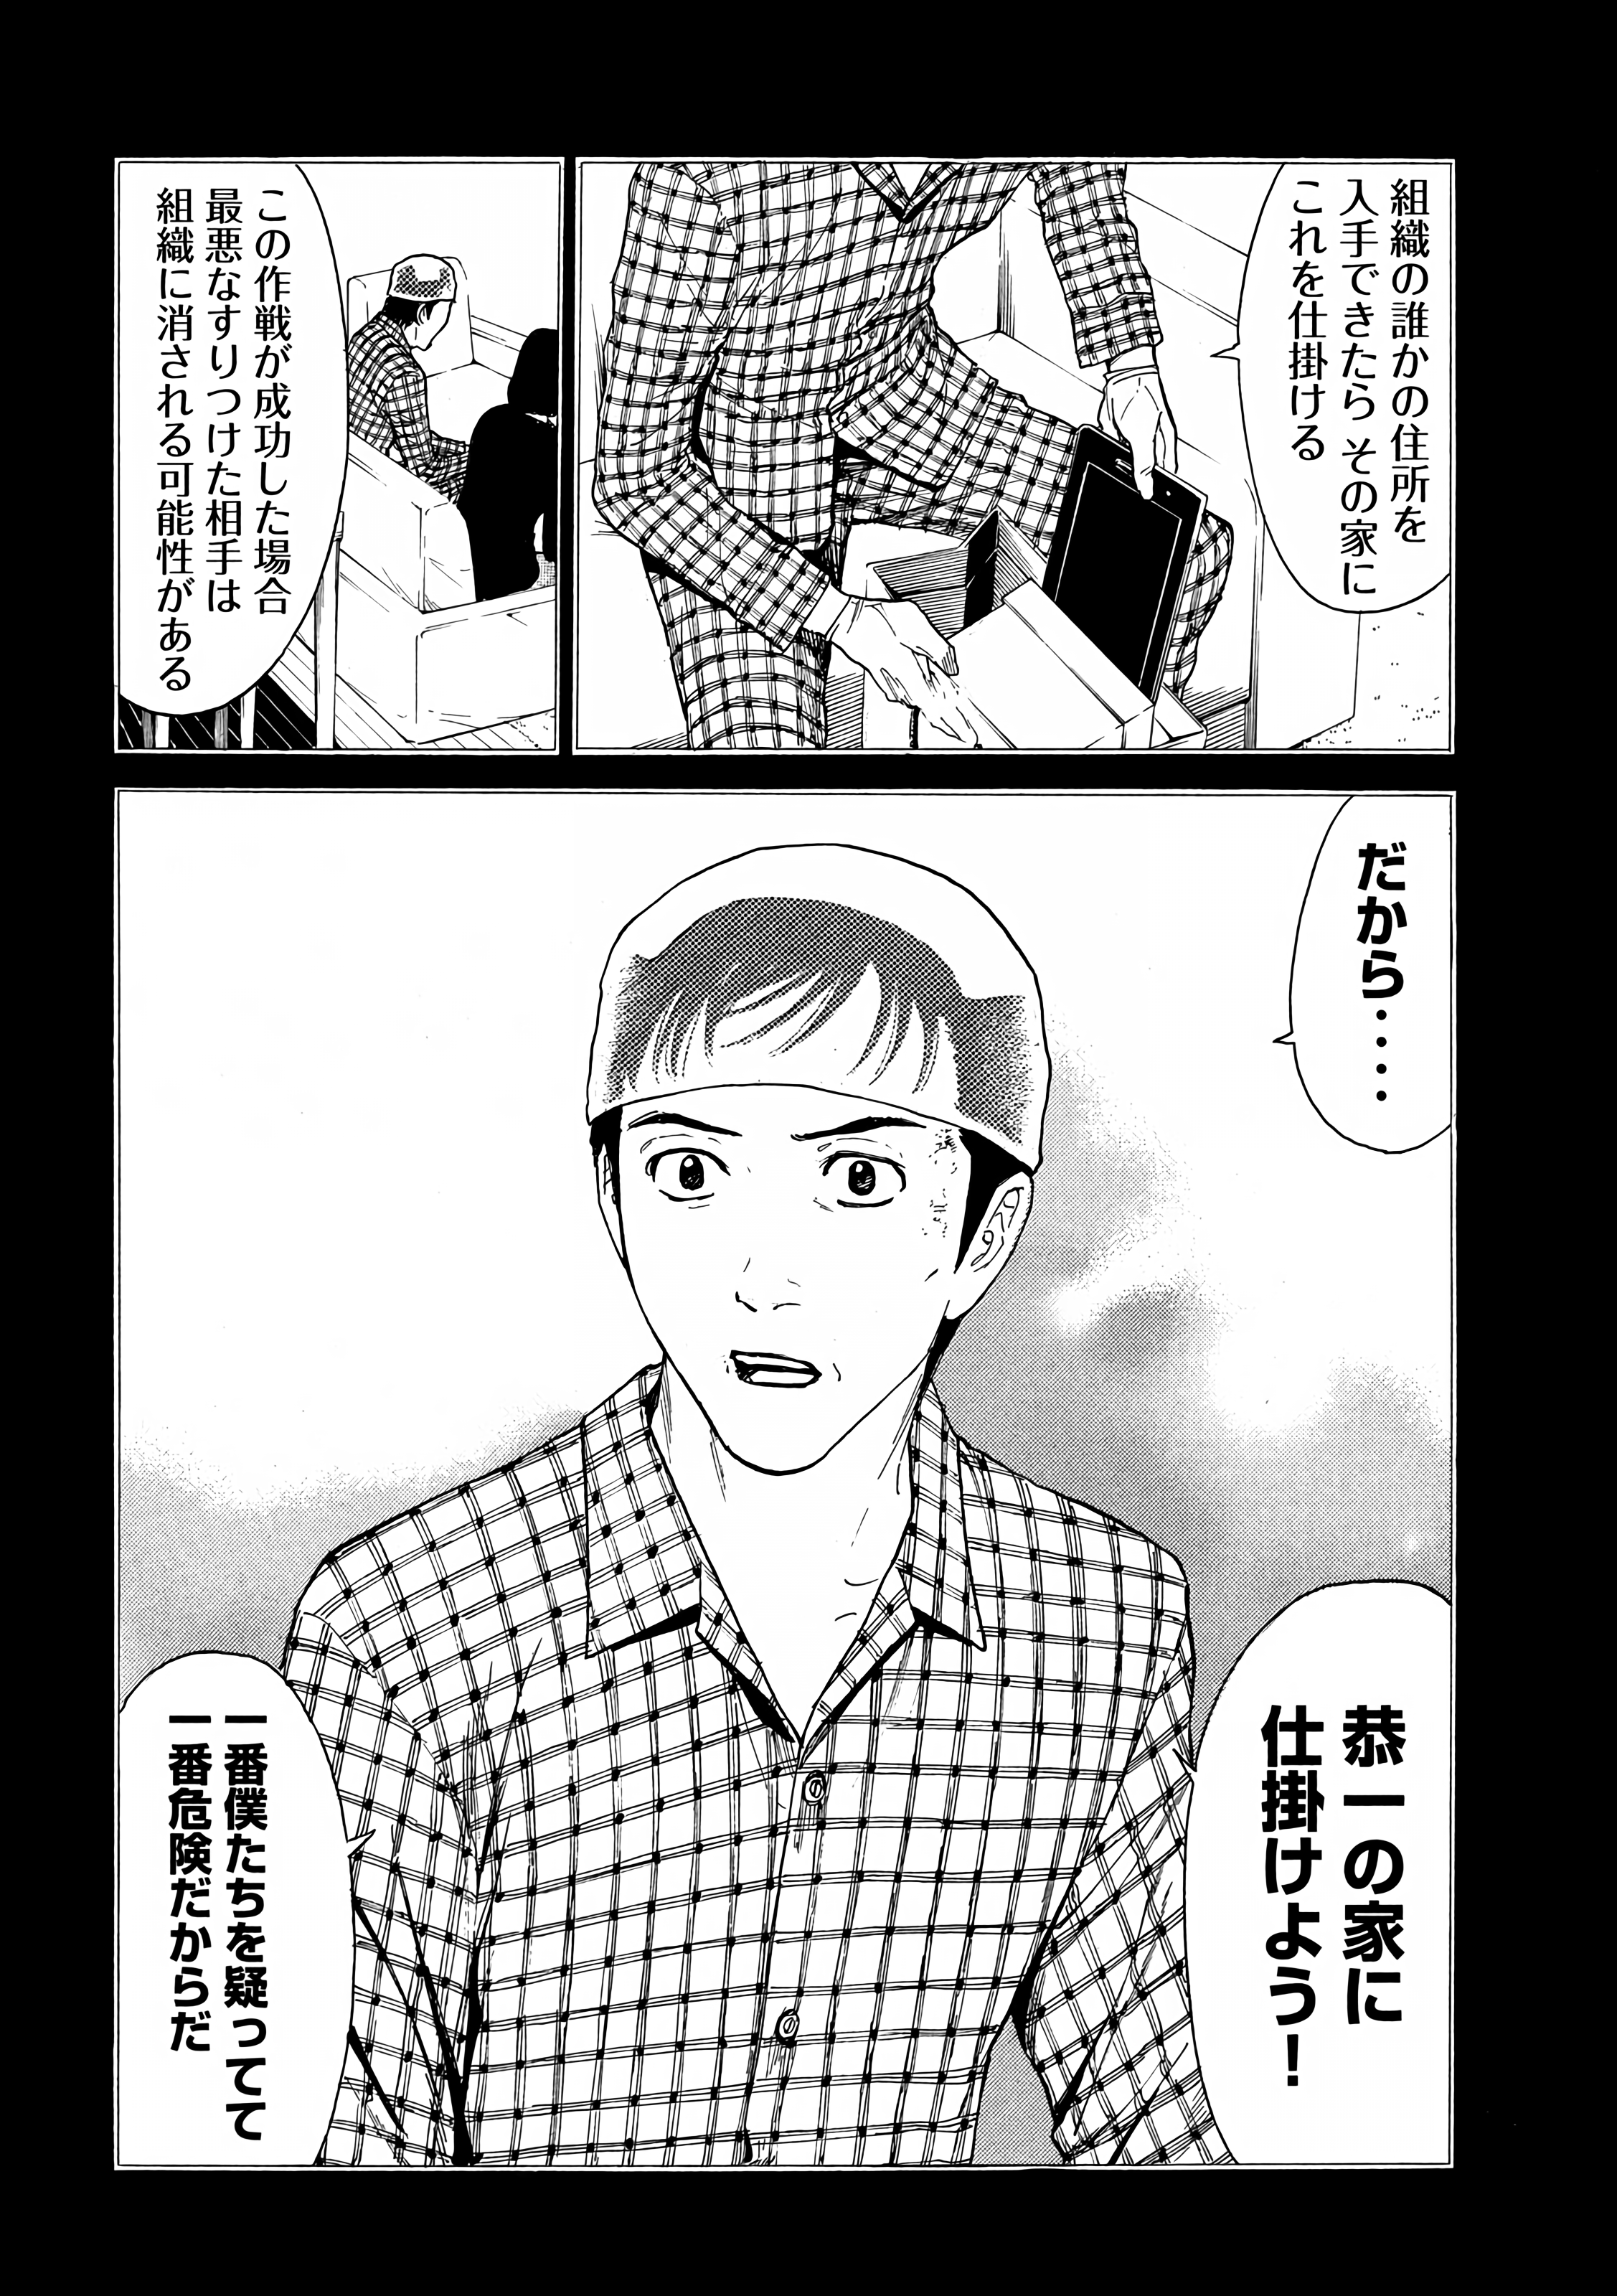 組織の誰かの住所を
入手できたら その家に
これを仕掛ける
この作戦が成功した場合
最悪なすりつけた相手は
組織に消される可能性がある
だから・・・・
恭一の家に
仕掛けよう！
一番僕たちを疑ってて
一番危険だからだ